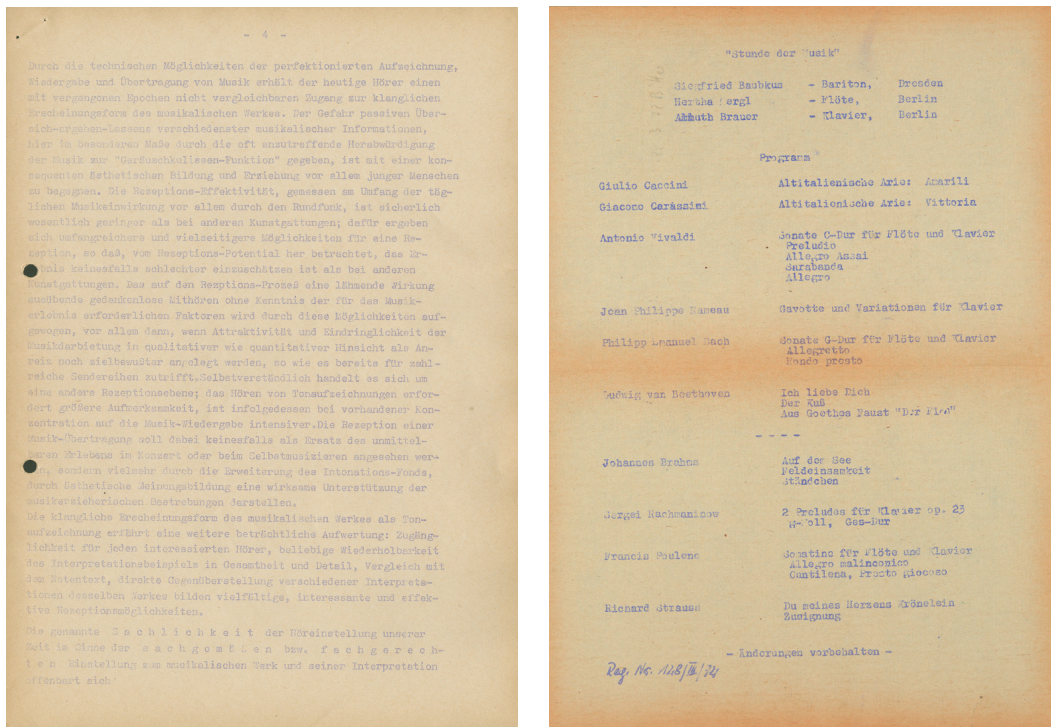 - 4 -
Durch die technischen Möglichkeiten der perfektionierten Aufzeichnung,
Wiedergabe und Übertragung von Musik erhält der heutige Hörer einen
mit vergangenen Epochen nicht vergleichbaren Zugang zur klanglichen
Erscheinungsform des musikalischen Werkes. Der Gefahr passiven Über-
sich-ergehen-Lassens verschiedenster musikalischer Informationen,
hier im besonderen Maße durch die oft anzutreffende Herabwürdigung
der Musik zur "Geräuschkulissen-Funktion" gegeben, ist mit einer kon-
sequenten ästhetischen Bildung und Erziehung vor allem junger Menschen
zu begegnen. Die Rezeptions-Effektivität, gemessen am Umfang der täg-
lichen Musikeinwirkung vor allem durch den Rundfunk, ist sicherlich
wesentlich geringer als bei anderen Kunstgattungen; dafür ergeben
sich umfangreichere und vielseitigere Möglichkeiten für eine Re-
zeption, so daß, vom Rezeptions-Potential her betrachtet, das Er-
lebnis keinesfalls schlechter einzuschätzen ist als bei anderen
Kunstgattungen. Das auf den Rezptions-Prozeß eine lähmende Wirkung
ausübende gedankenlose Mithören ohne Kenntnis der für das Musik-
erlebnis erforderlichen Faktoren wird durch diese Möglichkeiten auf-
gewogen, vor allem dann, wenn Attraktivität und Eindringlichkeit der
Musikdarbietung in qualitativer wie quantitativer Hinsicht als An-
reiz noch zielbewußter angelegt werden, so wie es bereits für zahl-
reiche Sendereihen zutrifft.Selbstverständlich handelt es sich um
eine andere Rezeptionsebene; das Hören von Tonaufzeichnungen erfor-
dert größere Aufmerksamkeit, ist infolgedessen bei vorhandener Kon-
zentration auf die Musik-Wiedergabe intensiver.Die Rezeption einer
Musik-Übertragung soll dabei keinesfalls als Ersatz des unmittel-
baren Erlebens im Konzert oder beim Selbstmusizieren angesehen wer-
den, sondern vielmehr durch die Erweiterung des Intonations-Fonds,
durch ästhetische Meinungsbildung eine wirksame Unterstützung der
musikerzieherischen Bestrebungen darstellen.
Die klangliche Erscheinungsform des musikalischen Werkes als Ton-
aufzeichnung erfährt eine weitere beträchtliche Aufwertung: Zugäng-
lichkeit für jeden interessierten Hörer, beliebige Wiederholbarkeit
des Interpretationsbeispiels in Gesamtheit und Detail, Vergleich mit
dem Notentext, direkte Gegenüberstellung verschiedener Interpreta-
tionen desselben Werkes bilden vielfältige, interessante und effek-
tive Rezeptionsmöglichkeiten.
Die genannte S a c h l i c h k e i t der Höreinstellung unserer
Zeit im Sinne der s a c h g e m ä ß e n bzw. f a c h g e r e c h -
t e n Einstellung zum musikalischen Werk und seiner Interpretation
offenbart sich
"Stunde der Musik"
Siegfried Baubkus - Bariton, Dresden
Hertha Bergl - Flöte, Berlin
Almuth Brauer - Klavier, Berlin
Programm
Giulio Caccini Altitalienische Arie: Amarili
Giacomo Carissimi Altitalienische Arie: Vittoria
Antonio Vivaldi Sonate C-Dur für Flöte und Klavier
Preludio
Allegro Assai
Sarabanda
Allegro
Jean Philippe Rameau Gavotte und Variationen für Klavier
Philipp Emanuel Bach Sonate G-Dur für Flöte und Klavier
Allegretto
Rondo presto
Ludwig van Beethoven Ich liebe Dich
Der Kuß
Aus Goethes Faust "Der Floh"
- - - -
Johannes Brahms Auf dem See
Feldeinsamkeit
Ständchen
Sergei Rachmaninow 2 Preludes für Klavier op. 23
g-Moll, Ges-Dur
Francis Poulenc Sonatine für Flöte und Klavier
Allegro malinconico
Cantilena, Presto giocoso
Richard Strauss Du meines Herzens Krönelein
Zueignung
- Änderungen vorbehalten -
Reg. Nr. 128/III/74